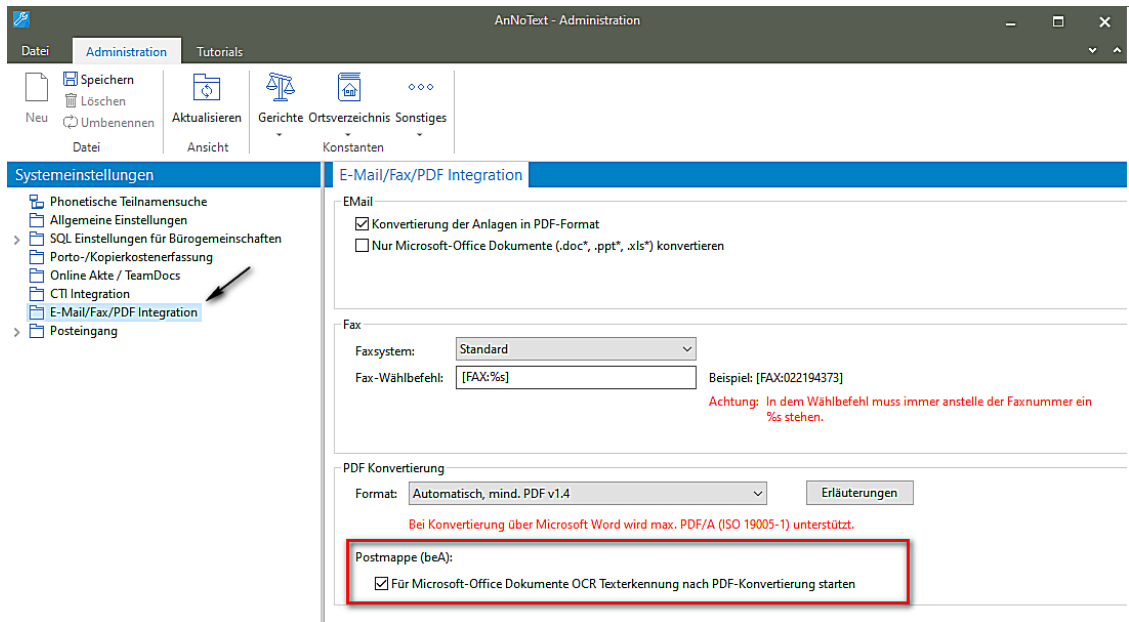 AnNoText - Administration
Datei Administration Tutorials
Neu
Speichern
Löschen
Umbenennen
Datei
Aktualisieren
Ansicht
Gerichte Ortsverzeichnis Sonstiges
Konstanten
Systemeinstellungen
Phonetische Teilnamensuche
Allgemeine Einstellungen
SQL Einstellungen für Bürogemeinschaften
Porto-/Kopierkostenerfassung
Online Akte / TeamDocs
CTI Integration
E-Mail/Fax/PDF Integration
Posteingang
E-Mail/Fax/PDF Integration
EMail
Konvertierung der Anlagen in PDF-Format
Nur Microsoft-Office Dokumente (.doc*, .ppt*, .xls*) konvertieren
Fax
Faxsystem: Standard
Fax-Wählbefehl: [FAX:%s] Beispiel: [FAX:022194373]
Achtung: In dem Wählbefehl muss immer anstelle der Faxnummer ein
%s stehen.
PDF Konvertierung
Format: Automatisch, mind. PDF v1.4 Erläuterungen
Bei Konvertierung über Microsoft Word wird max. PDF/A (ISO 19005-1) unterstützt.
Postmappe (beA):
Für Microsoft-Office Dokumente OCR Texterkennung nach PDF-Konvertierung starten